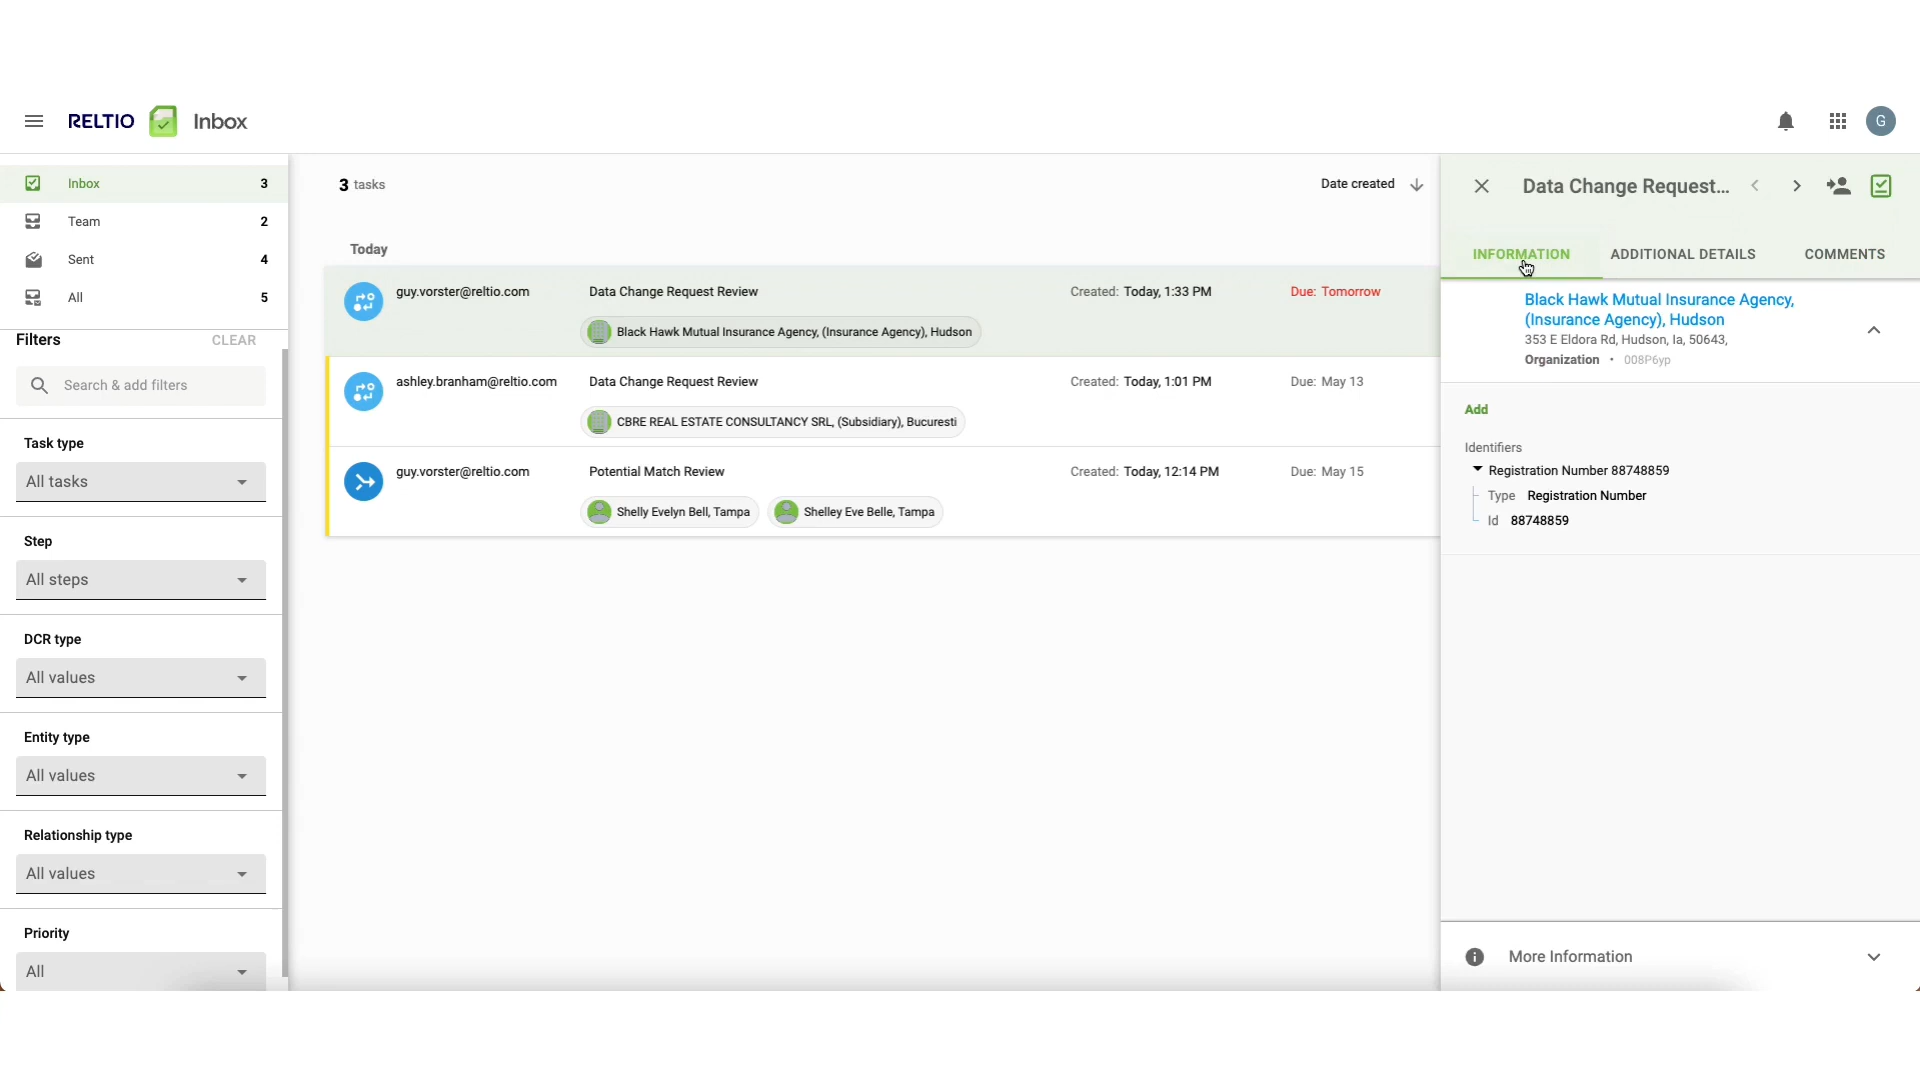 RELTIO Inbox G
Inbox 3
Team 2
Sent 4
All 5
Filters CLEAR
Search & add filters
Task type
All tasks
Step
All steps
DCR type
All values
Entity type
All values
Relationship type
All values
Priority
All
3 tasks Date created
Today
guy.vorster@reltio.com Data Change Request Review Created: Today, 1:33 PM Due: Tomorrow
Black Hawk Mutual Insurance Agency, (Insurance Agency), Hudson
ashley.branham@reltio.com Data Change Request Review Created: Today, 1:01 PM Due: May 13
CBRE REAL ESTATE CONSULTANCY SRL, (Subsidiary), Bucuresti
guy.vorster@reltio.com Potential Match Review Created: Today, 12:14 PM Due: May 15
Shelly Evelyn Bell, Tampa Shelley Eve Belle, Tampa
Data Change Request...
INFORMATION ADDITIONAL DETAILS COMMENTS
Black Hawk Mutual Insurance Agency,
(Insurance Agency), Hudson
353 E Eldora Rd, Hudson, Ia, 50643,
Organization • 008P6yp
Add
Identifiers
Registration Number 88748859
Type Registration Number
Id 88748859
More Information